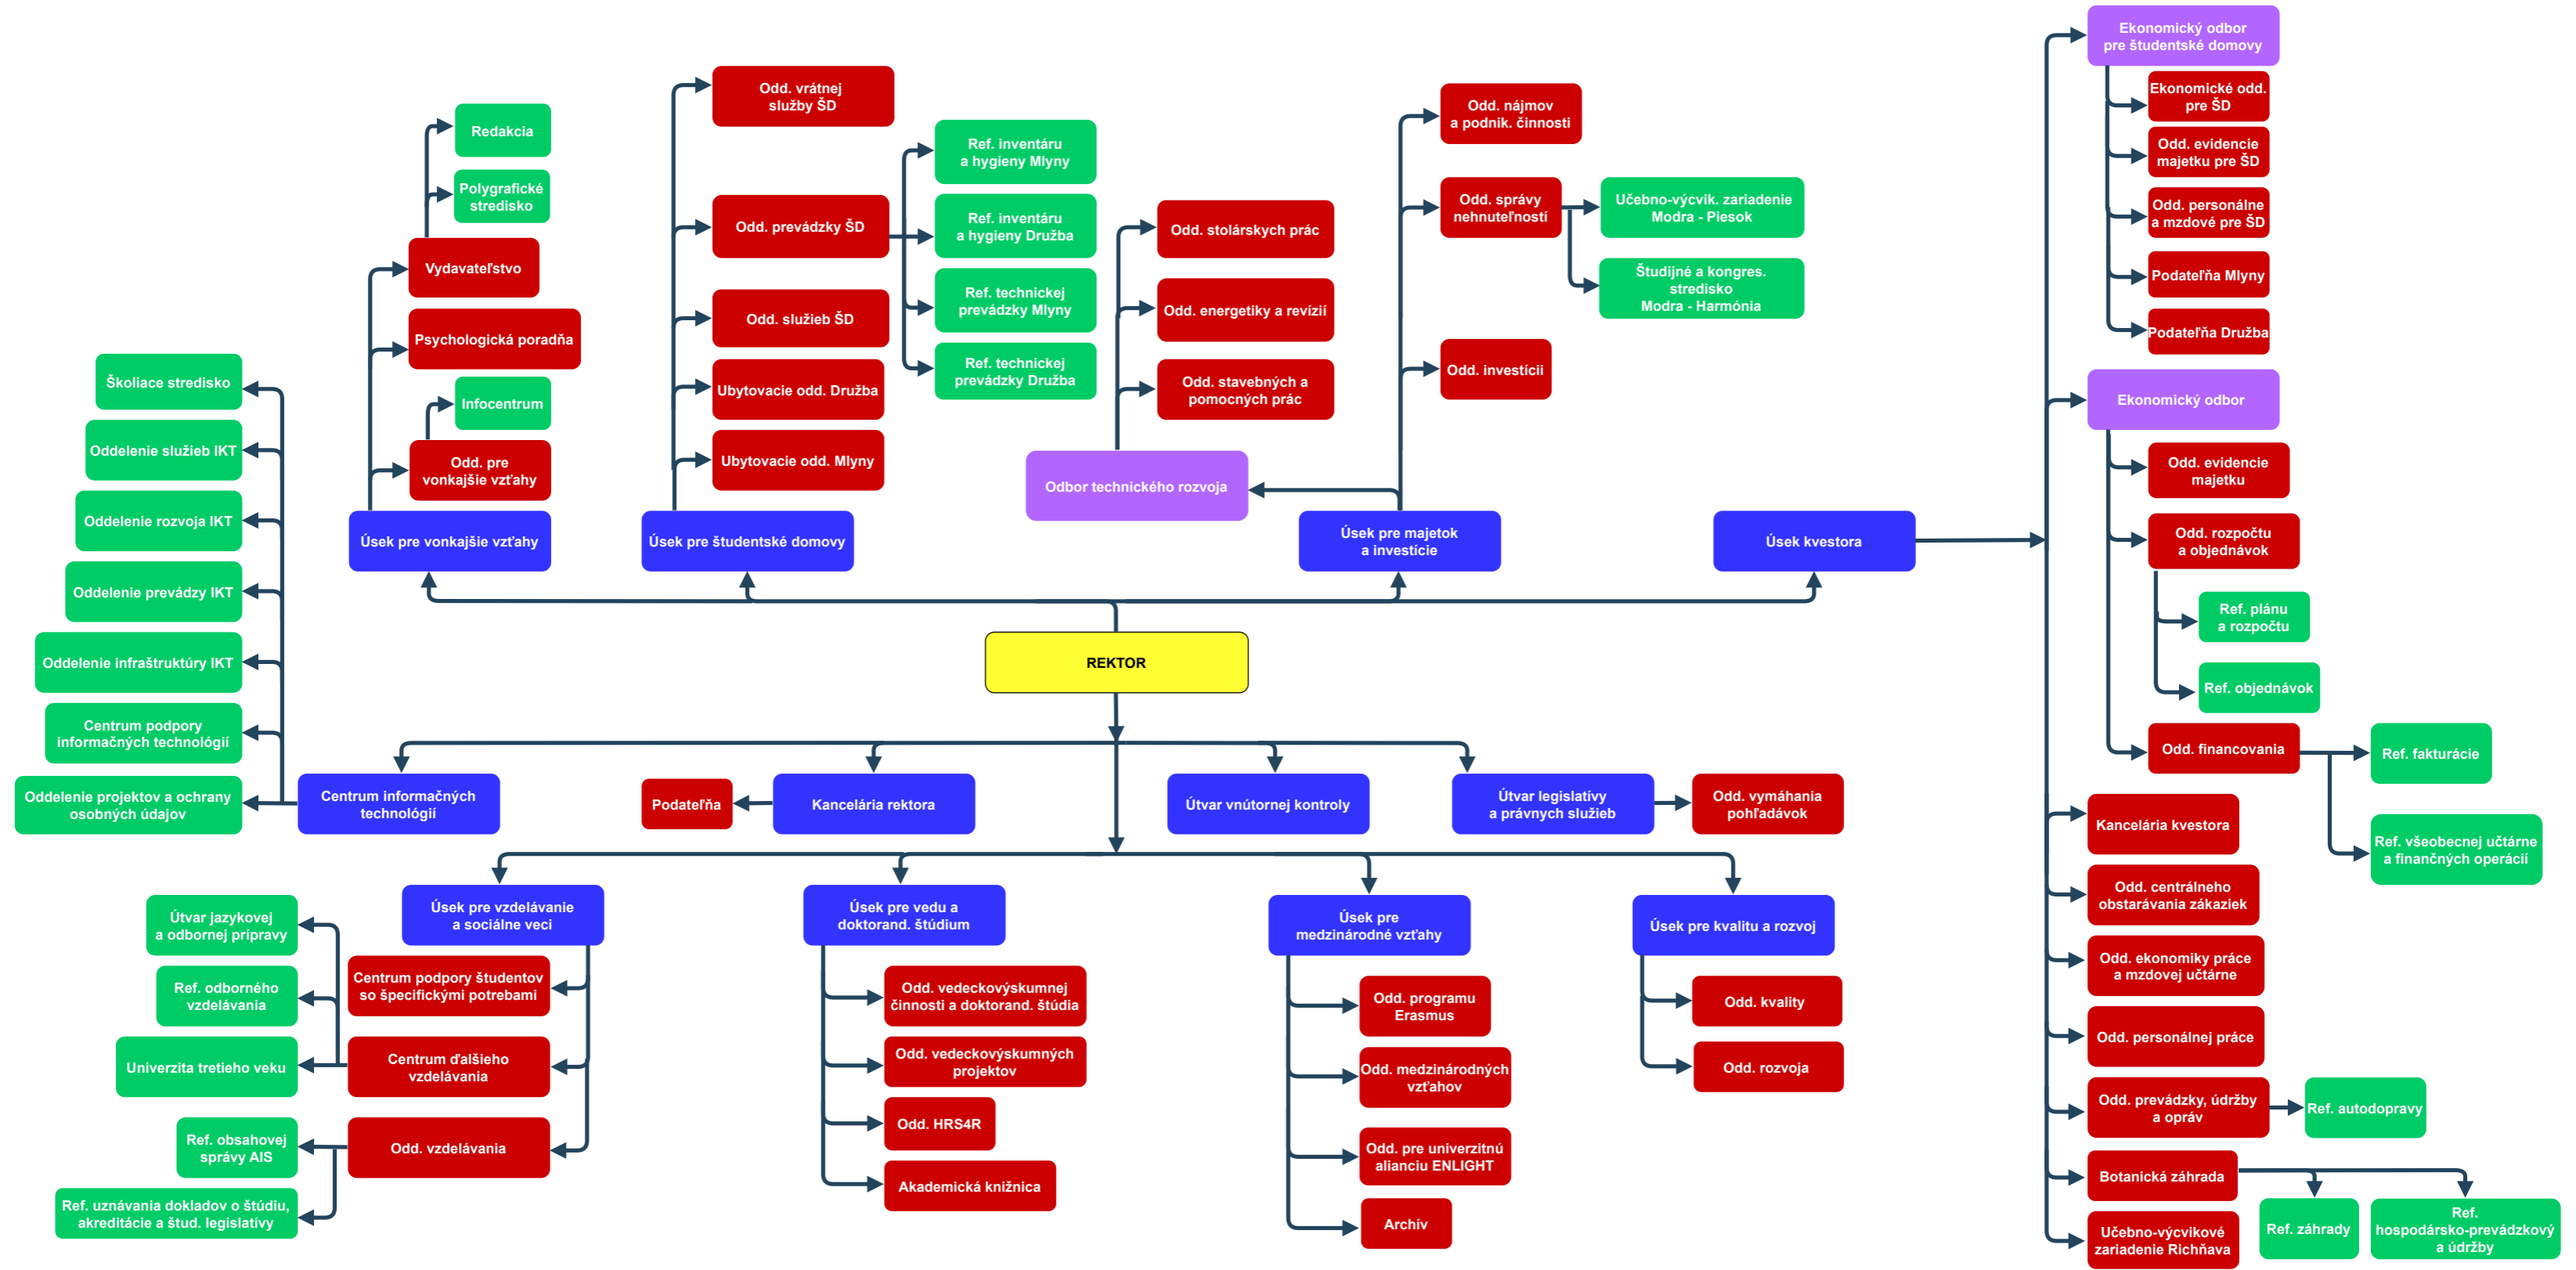 Ekonomický odbor
pre študentské domovy
Ekonomické odd.
pre ŠD
Odd. evidencie
majetku pre ŠD
Odd. personálne
a mzdové pre ŠD
Podateľňa Mlyny
Podateľňa Družba
Odd. vrátnej
služby ŠD
Odd. prevádzky ŠD
Ref. inventáru
a hygieny Mlyny
Ref. inventáru
a hygieny Družba
Ref. technickej
prevádzky Mlyny
Ref. technickej
prevádzky Družba
Odd. služieb ŠD
Ubytovacie odd. Družba
Ubytovacie odd. Mlyny
Redakcia
Polygrafické
stredisko
Vydavateľstvo
Psychologická poradňa
Infocentrum
Odd. pre
vonkajšie vzťahy
Odd. nájmov
a podnik. činnosti
Odd. správy
nehnuteľností
Učebno-výcvik. zariadenie
Modra - Piesok
Študijné a kongres.
stredisko
Modra - Harmónia
Odd. investícii
Odd. stolárskych prác
Odd. energetiky a revízií
Odd. stavebných a
pomocných prác
Odbor technického rozvoja
Školiace stredisko
Oddelenie služieb IKT
Oddelenie rozvoja IKT
Oddelenie prevádzy IKT
Oddelenie infraštruktúry IKT
Centrum podpory
informačných technológií
Oddelenie projektov a ochrany
osobných údajov
Úsek pre vonkajšie vzťahy
Úsek pre študentské domovy
Úsek pre majetok
a investície
Úsek kvestora
Ekonomický odbor
Odd. evidencie
majetku
Odd. rozpočtu
a objednávok
Ref. plánu
a rozpočtu
Ref. objednávok
Odd. financovania
Ref. fakturácie
Ref. všeobecnej učtárne
a finančných operácií
REKTOR
Centrum informačných
technológií
Podateľňa
Kancelária rektora
Útvar vnútornej kontroly
Útvar legislatívy
a právnych služieb
Odd. vymáhania
pohľadávok
Kancelária kvestora
Odd. centrálneho
obstarávania zákaziek
Odd. ekonomiky práce
a mzdovej učtárne
Odd. personálnej práce
Odd. prevádzky, údržby
a opráv
Ref. autodopravy
Botanická záhrada
Ref. záhrady
Ref.
hospodársko-prevádzkový
a údržby
Učebno-výcvikové
zariadenie Richňava
Úsek pre vzdelávanie
a sociálne veci
Centrum podpory študentov
so špecifickými potrebami
Centrum ďalšieho
vzdelávania
Útvar jazykovej
a odbornej prípravy
Ref. odborného
vzdelávania
Univerzita tretieho veku
Odd. vzdelávania
Ref. obsahovej
správy AIS
Ref. uznávania dokladov o štúdiu,
akreditácie a štud. legislatívy
Úsek pre vedu a
doktorand. štúdium
Odd. vedeckovýskumnej
činnosti a doktorand. štúdia
Odd. vedeckovýskumných
projektov
Odd. HRS4R
Akademická knižnica
Úsek pre
medzinárodné vzťahy
Odd. programu
Erasmus
Odd. medzinárodných
vzťahov
Odd. pre univerzitnú
alianciu ENLIGHT
Archív
Úsek pre kvalitu a rozvoj
Odd. kvality
Odd. rozvoja